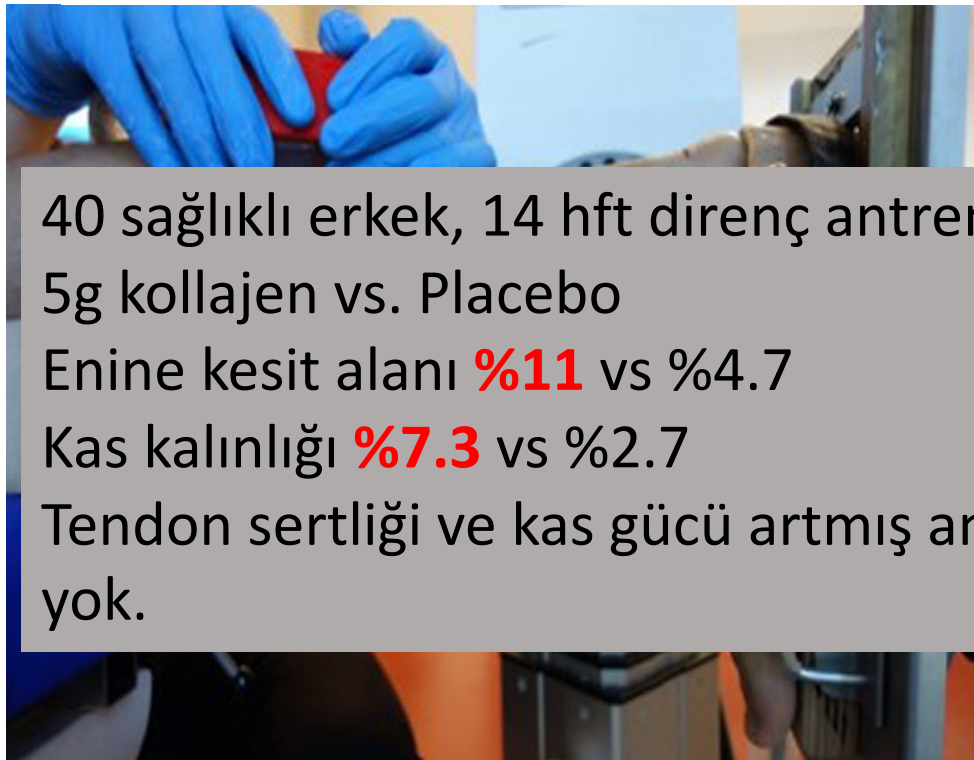 40 sağlıklı erkek, 14 hft direnç
5g kollajen vs. Placebo
Enine kesit alanı %11 vs %4.7
Kas kalınlığı %7.3 vs %2.7
Tendon sertliği ve kas gücü artmış
yok.